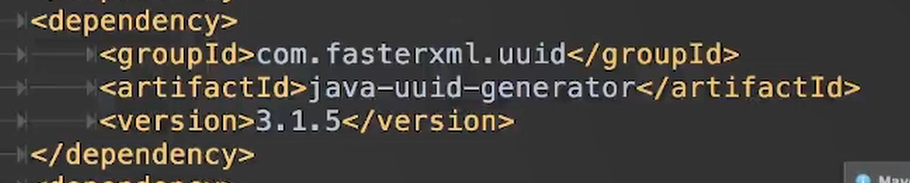 <dependency>
<groupId>com.fasterxml.uuid</groupId>
<artifactId>java-uuid-generator</artifactId>
<version>3.1.5</version>
</dependency>